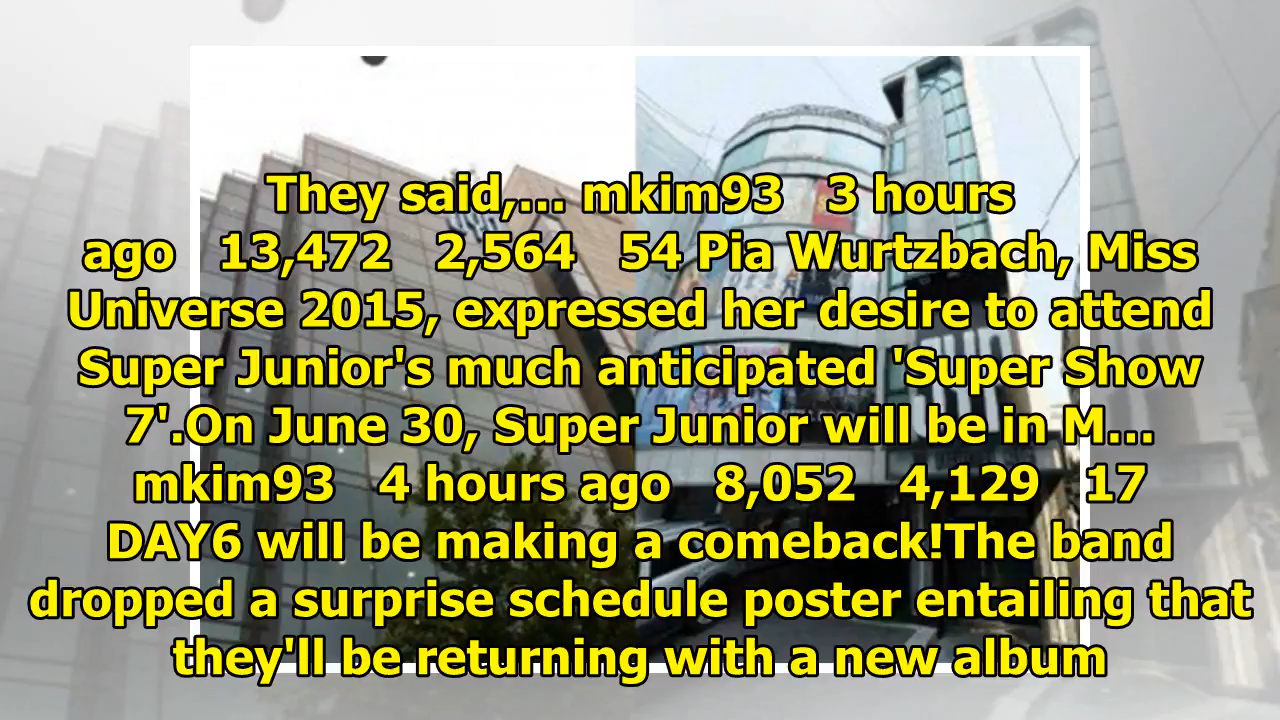 They said,... mkim93 3 hours
ago 13,472 2,564 54 Pia Wurtzbach, Miss
Universe 2015, expressed her desire to attend
Super Junior's much anticipated 'Super Show
7'.On June 30, Super Junior will be in M...
mkim93 4 hours ago 8,052 4,129 17
DAY6 will be making a comeback!The band
dropped a surprise schedule poster entailing that
they'll be returning with a new album